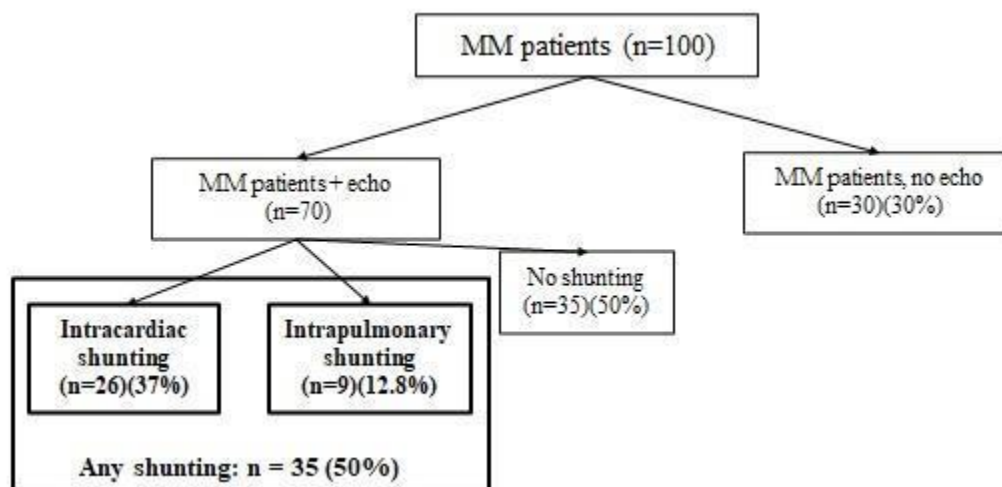 MM patients (n=100)
MM patients + echo
(n=70)
MM patients, no echo
(n=30)(30%)
No shunting
(n=35)(50%)
Intracardiac
shunting
(n=26)(37%)
Intrapulmonary
shunting
(n=9)(12.8%)
Any shunting: n = 35 (50%)